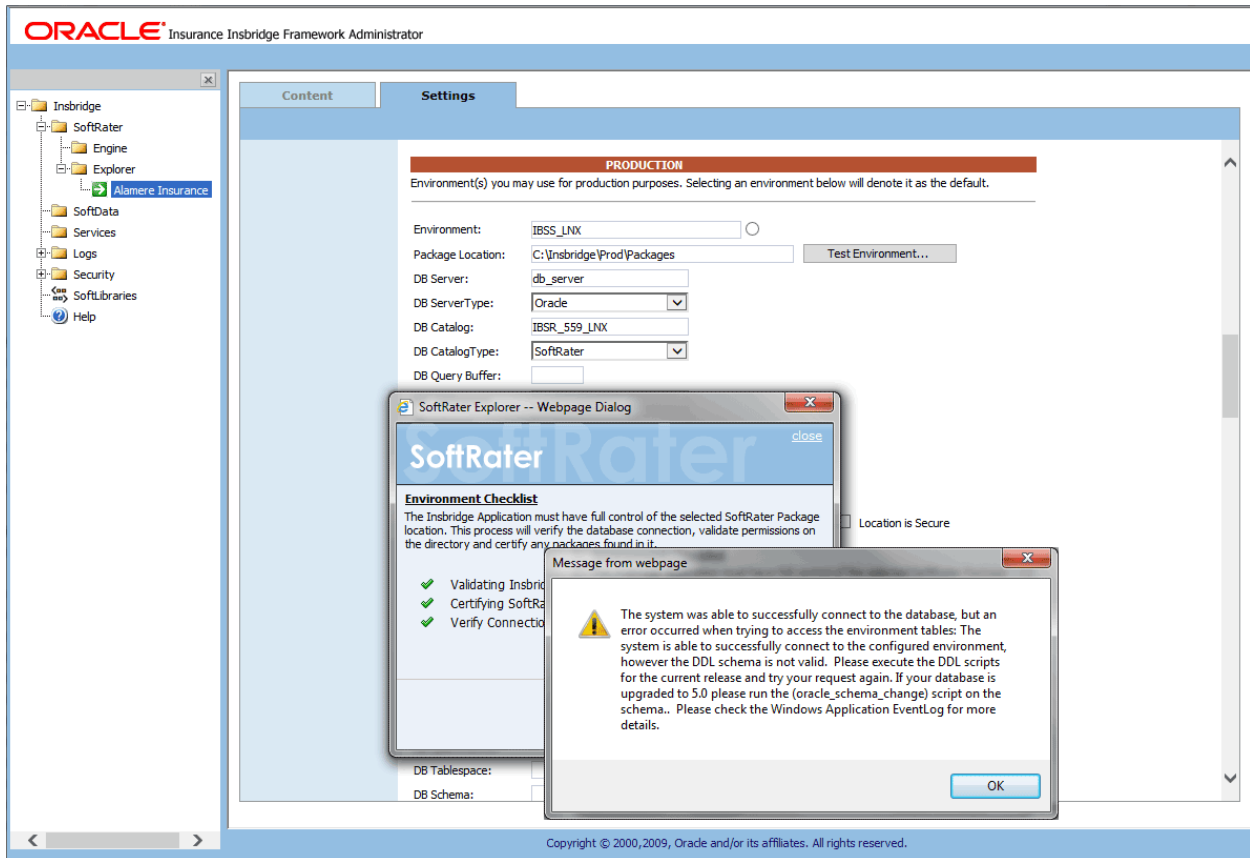 ORACLE® Insurance Insbridge Framework Administrator
Insbridge
SoftRater
Engine
Explorer
Alamere Insurance
SoftData
Services
Logs
Security
SoftLibraries
Help
Content
Settings
PRODUCTION
Environment(s) you may use for production purposes. Selecting an environment below will denote it as the default.
Environment: IBSS_LNX
Package Location: C:\Insbridge\Prod\Packages Test Environment...
DB Server: db_server
DB ServerType: Oracle
DB Catalog: IBSR_559_LNX
DB CatalogType: SoftRater
DB Query Buffer:
SoftRater Explorer -- Webpage Dialog
close
SoftRater
SoftRater
Environment Checklist
The Insbridge Application must have full control of the selected SoftRater Package
location. This process will verify the database connection, validate permissions on
the directory and certify any packages found in it.
Validating Insbrid
Certifying SoftRa
Verify Connectio
Location is Secure
Message from webpage
The system was able to successfully connect to the database, but an
error occurred when trying to access the environment tables: The
system is able to successfully connect to the configured environment,
however the DDL schema is not valid. Please execute the DDL scripts
for the current release and try your request again. If your database is
upgraded to 5.0 please run the (oracle_schema_change) script on the
schema.. Please check the Windows Application EventLog for more
details.
OK
DB Tablespace:
DB Schema:
Copyright © 2000,2009, Oracle and/or its affiliates. All rights reserved.